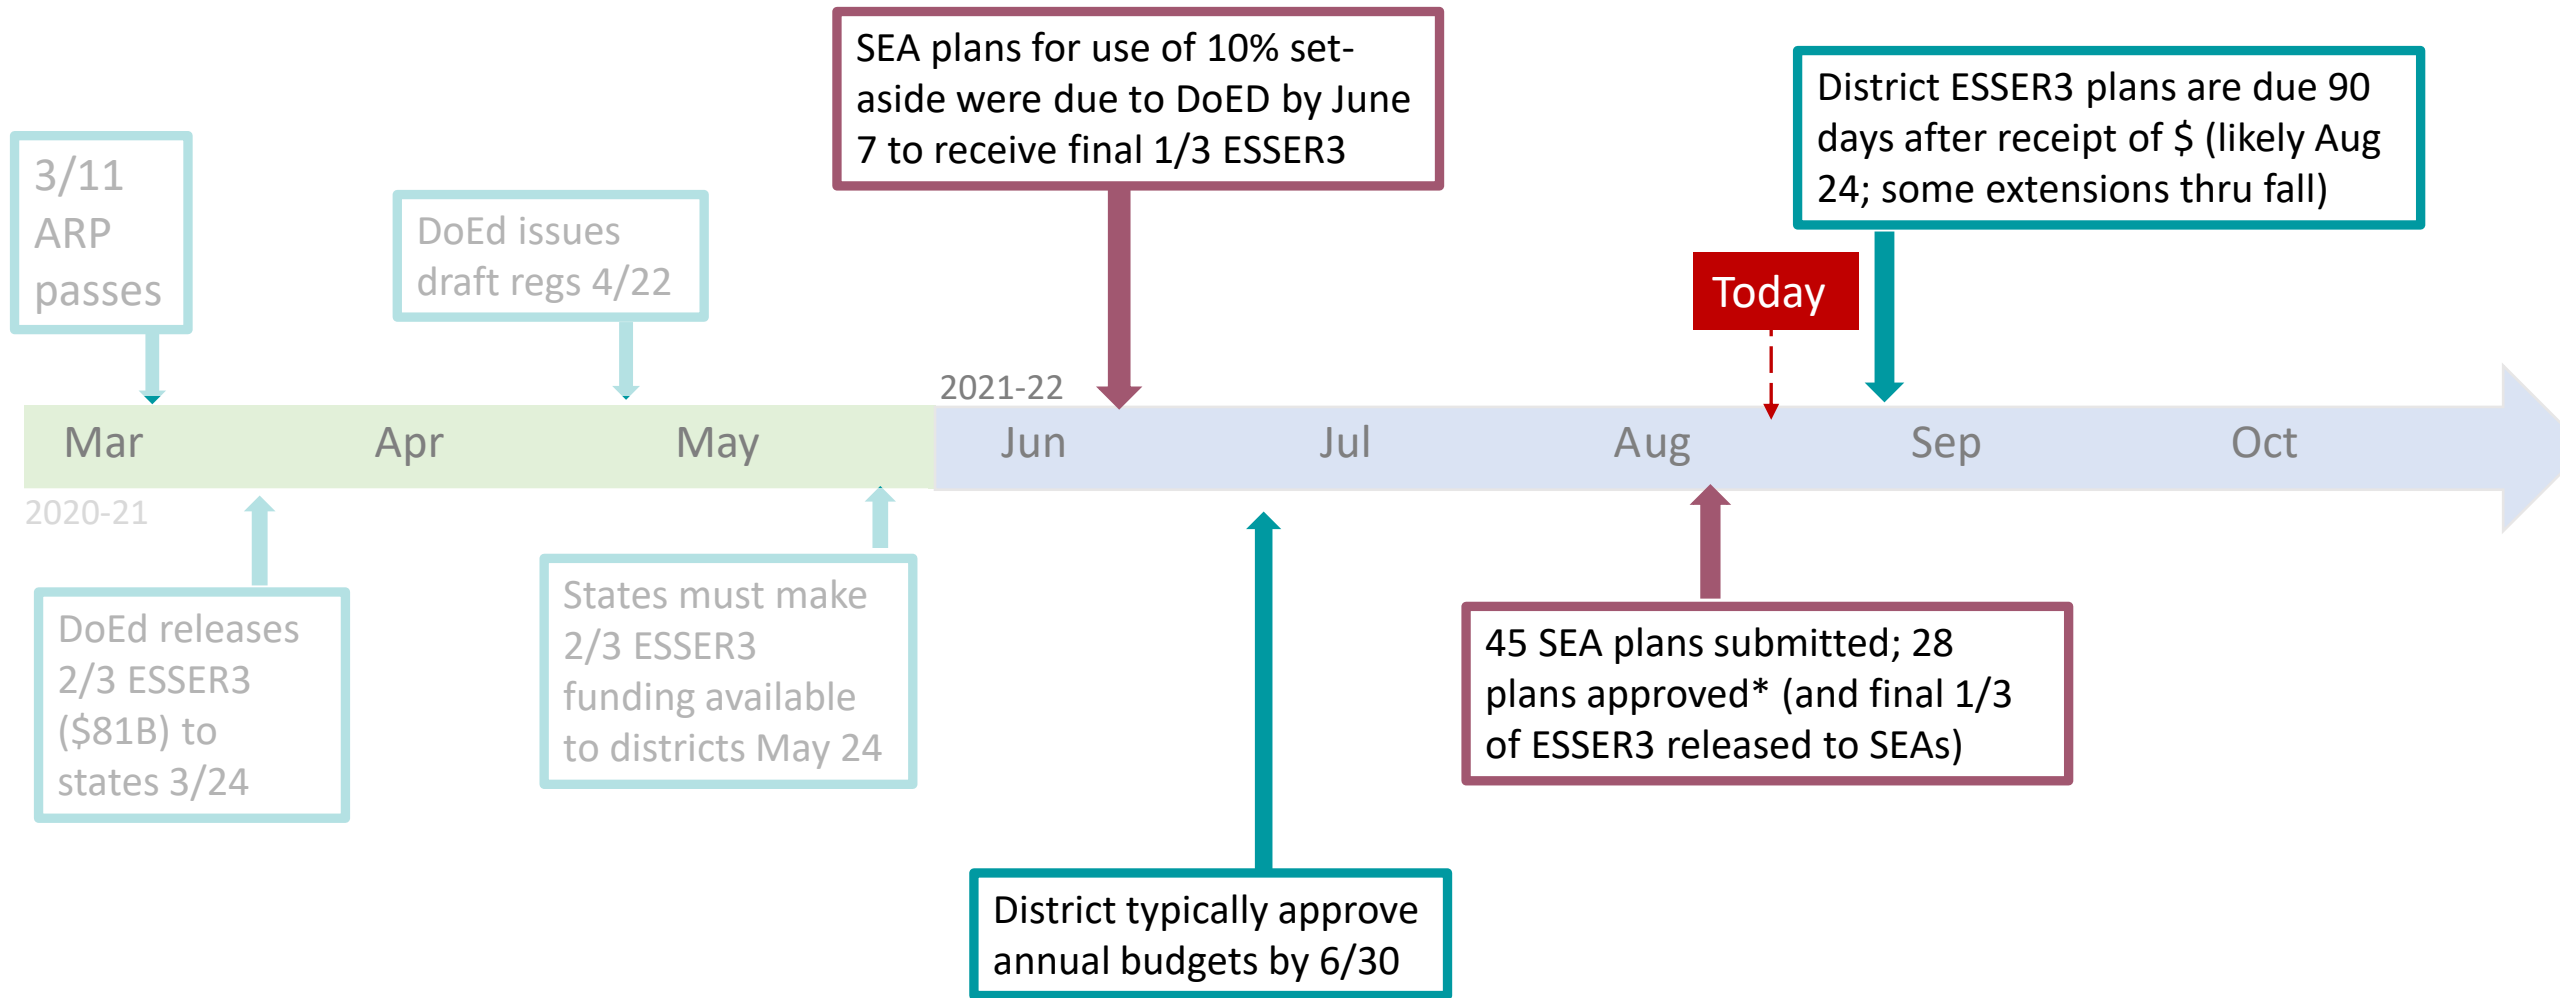 3/11
ARP
passes
DoEd issues
draft regs 4/22
SEA plans for use of 10% set-
aside were due to DoED by June
7 to receive final 1/3 ESSER3
District ESSER3 plans are due 90
days after receipt of $ (likely Aug
24; some extensions thru fall)
Today
2021-22
Mar Apr May Jun Jul Aug Sep Oct
2020-21
DoEd releases
2/3 ESSER3
($81B) to
states 3/24
States must make
2/3 ESSER3
funding available
to districts May 24
45 SEA plans submitted; 28
plans approved* (and final 1/3
of ESSER3 released to SEAs)
District typically approve
annual budgets by 6/30